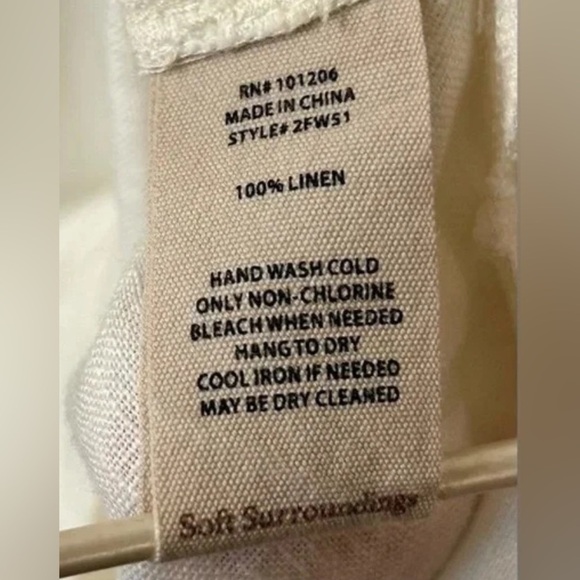 RN# 101206
MADE IN CHINA
STYLE# 2FW51
100% LINEN
HAND WASH COLD
ONLY NON-CHLORINE
BLEACH WHEN NEEDED
HANG TO DRY
COOL IRON IF NEEDED
MAY BE DRY CLEANED
Soft Surroundings